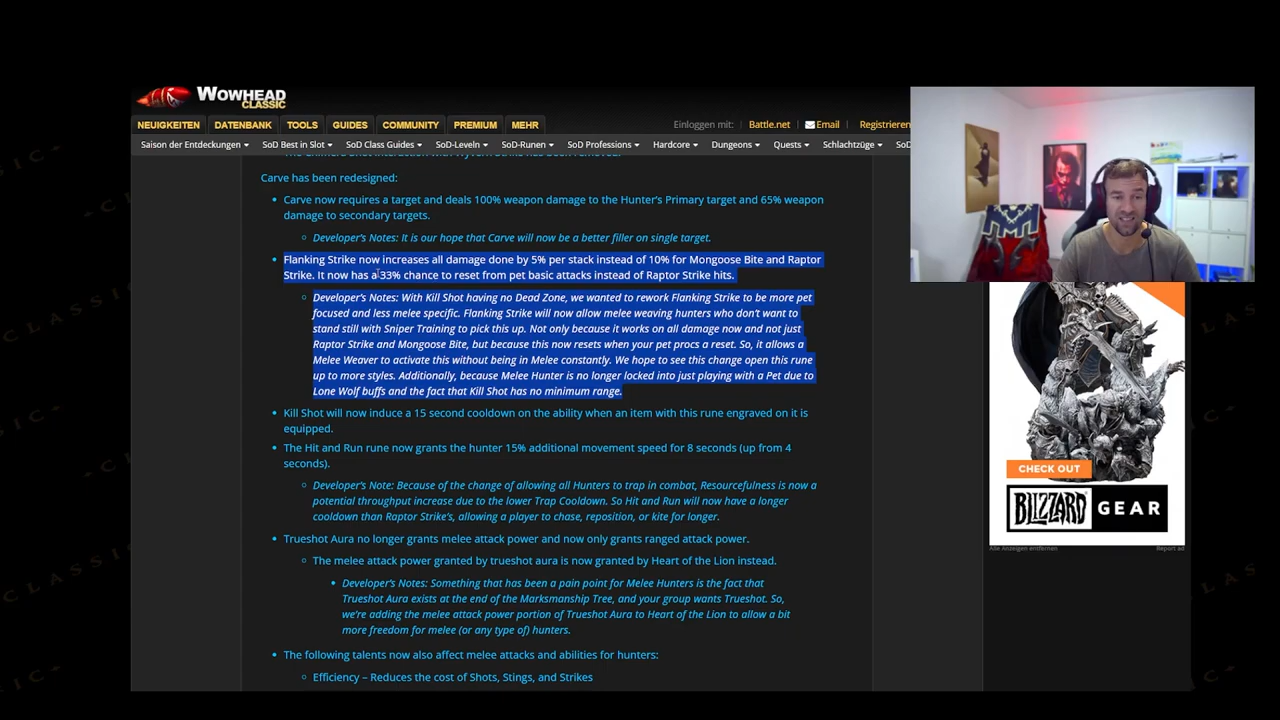 WOWHEAD
CLASSIC
NEUIGKEITEN DATENBANK TOOLS GUIDES COMMUNITY PREMIUM MEHR Einloggen mit: Battle.net Email Registrieren
Saison der Entdeckungen SoD Best in Slot SoD Class Guides SoD-Leveln SoD-Runen SoD Professions Hardcore Dungeons Quests Schlachtzüge SoD
Carve has been redesigned:
Carve now requires a target and deals 100% weapon damage to the Hunter's Primary target and 65% weapon
damage to secondary targets.
Developer's Notes: It is our hope that Carve will now be a better filler on single target.
Flanking Strike now increases all damage done by 5% per stack instead of 10% for Mongoose Bite and Raptor
Strike. It now has a 33% chance to reset from pet basic attacks instead of Raptor Strike hits.
Developer's Notes: With Kill Shot having no Dead Zone, we wanted to rework Flanking Strike to be more pet
focused and less melee specific. Flanking Strike will now allow melee weaving hunters who don't want to
stand still with Sniper Training to pick this up. Not only because it works on all damage now and not just
Raptor Strike and Mongoose Bite, but because this now resets when your pet procs a reset. So, it allows a
Melee Weaver to activate this without being in Melee constantly. We hope to see this change open this rune
up to more styles. Additionally, because Melee Hunter is no longer locked into just playing with a Pet due to
Lone Wolf buffs and the fact that Kill Shot has no minimum range.
Kill Shot will now induce a 15 second cooldown on the ability when an item with this rune engraved on it is
equipped.
The Hit and Run rune now grants the hunter 15% additional movement speed for 8 seconds (up from 4
seconds).
Developer's Note: Because of the change of allowing all Hunters to trap in combat, Resourcefulness is now a
potential throughput increase due to the lower Trap Cooldown. So Hit and Run will now have a longer
cooldown than Raptor Strike's, allowing a player to chase, reposition, or kite for longer.
Trueshot Aura no longer grants melee attack power and now only grants ranged attack power.
The melee attack power granted by trueshot aura is now granted by Heart of the Lion instead.
Developer's Notes: Something that has been a pain point for Melee Hunters is the fact that
Trueshot Aura exists at the end of the Marksmanship Tree, and your group wants Trueshot. So,
we're adding the melee attack power portion of Trueshot Aura to Heart of the Lion to allow a bit
more freedom for melee (or any type of) hunters.
The following talents now also affect melee attacks and abilities for hunters:
Efficiency – Reduces the cost of Shots, Stings, and Strikes
CHECK OUT
BLIZZARD GEAR
Alle Anzeigen entfernen Report ad